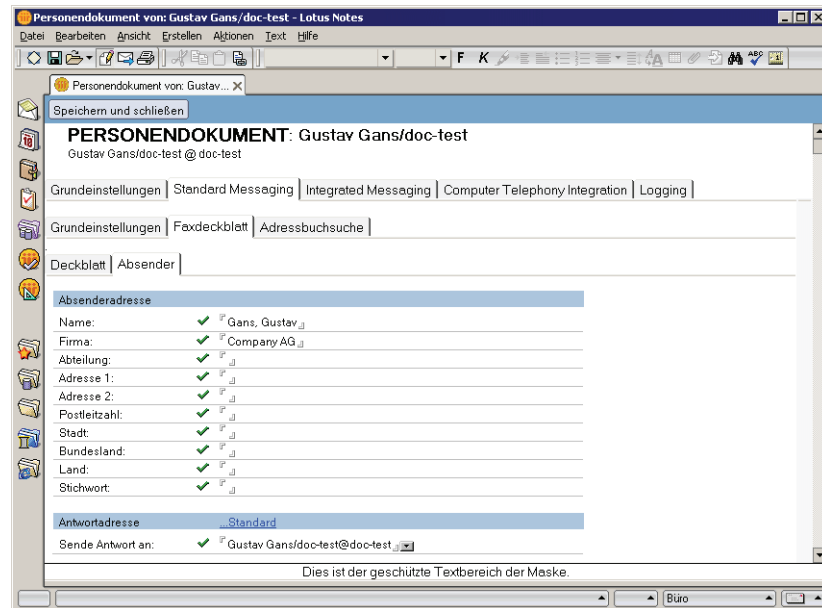 Personendokument von: Gustav Gans/doc-test - Lotus Notes
Datei Bearbeiten Ansicht Erstellen Aktionen Text Hilfe
F K
Personendokument von: Gustav...
Speichern und schließen
PERSONENDOKUMENT: Gustav Gans/doc-test
Gustav Gans/doc-test @ doc-test
Grundeinstellungen Standard Messaging Integrated Messaging Computer Telephony Integration Logging
Grundeinstellungen Faxdeckblatt Adressbuchsuche
Deckblatt Absender
Absenderadresse
Name: Gans, Gustav
Firma: Company AG
Abteilung:
Adresse 1:
Adresse 2:
Postleitzahl:
Stadt:
Bundesland:
Land:
Stichwort:
Antwortadresse ...Standard
Sende Antwort an: Gustav Gans/doc-test@doc-test
Dies ist der geschützte Textbereich der Maske.
Büro